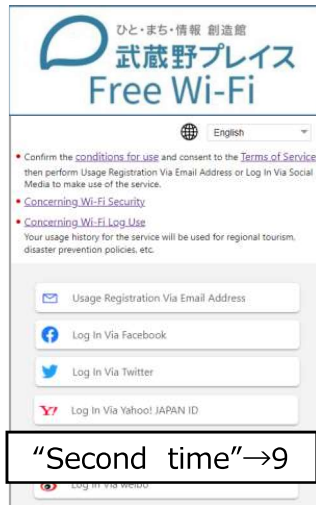 ひと・まち・情報 創造館
武蔵野プレイス
Free Wi-Fi
English
• Confirm the conditions for use and consent to the Terms of Service
then perform Usage Registration Via Email Address or Log In Via Social
Media to make use of the service.
• Concerning Wi-Fi Security
• Concerning Wi-Fi Log Use
Your usage history for the service will be used for regional tourism,
disaster prevention policies, etc.
Usage Registration Via Email Address
Log In Via Facebook
Log In Via Twitter
Y! Log In Via Yahoo! JAPAN ID
“Second time”→9
Log In Via weibo